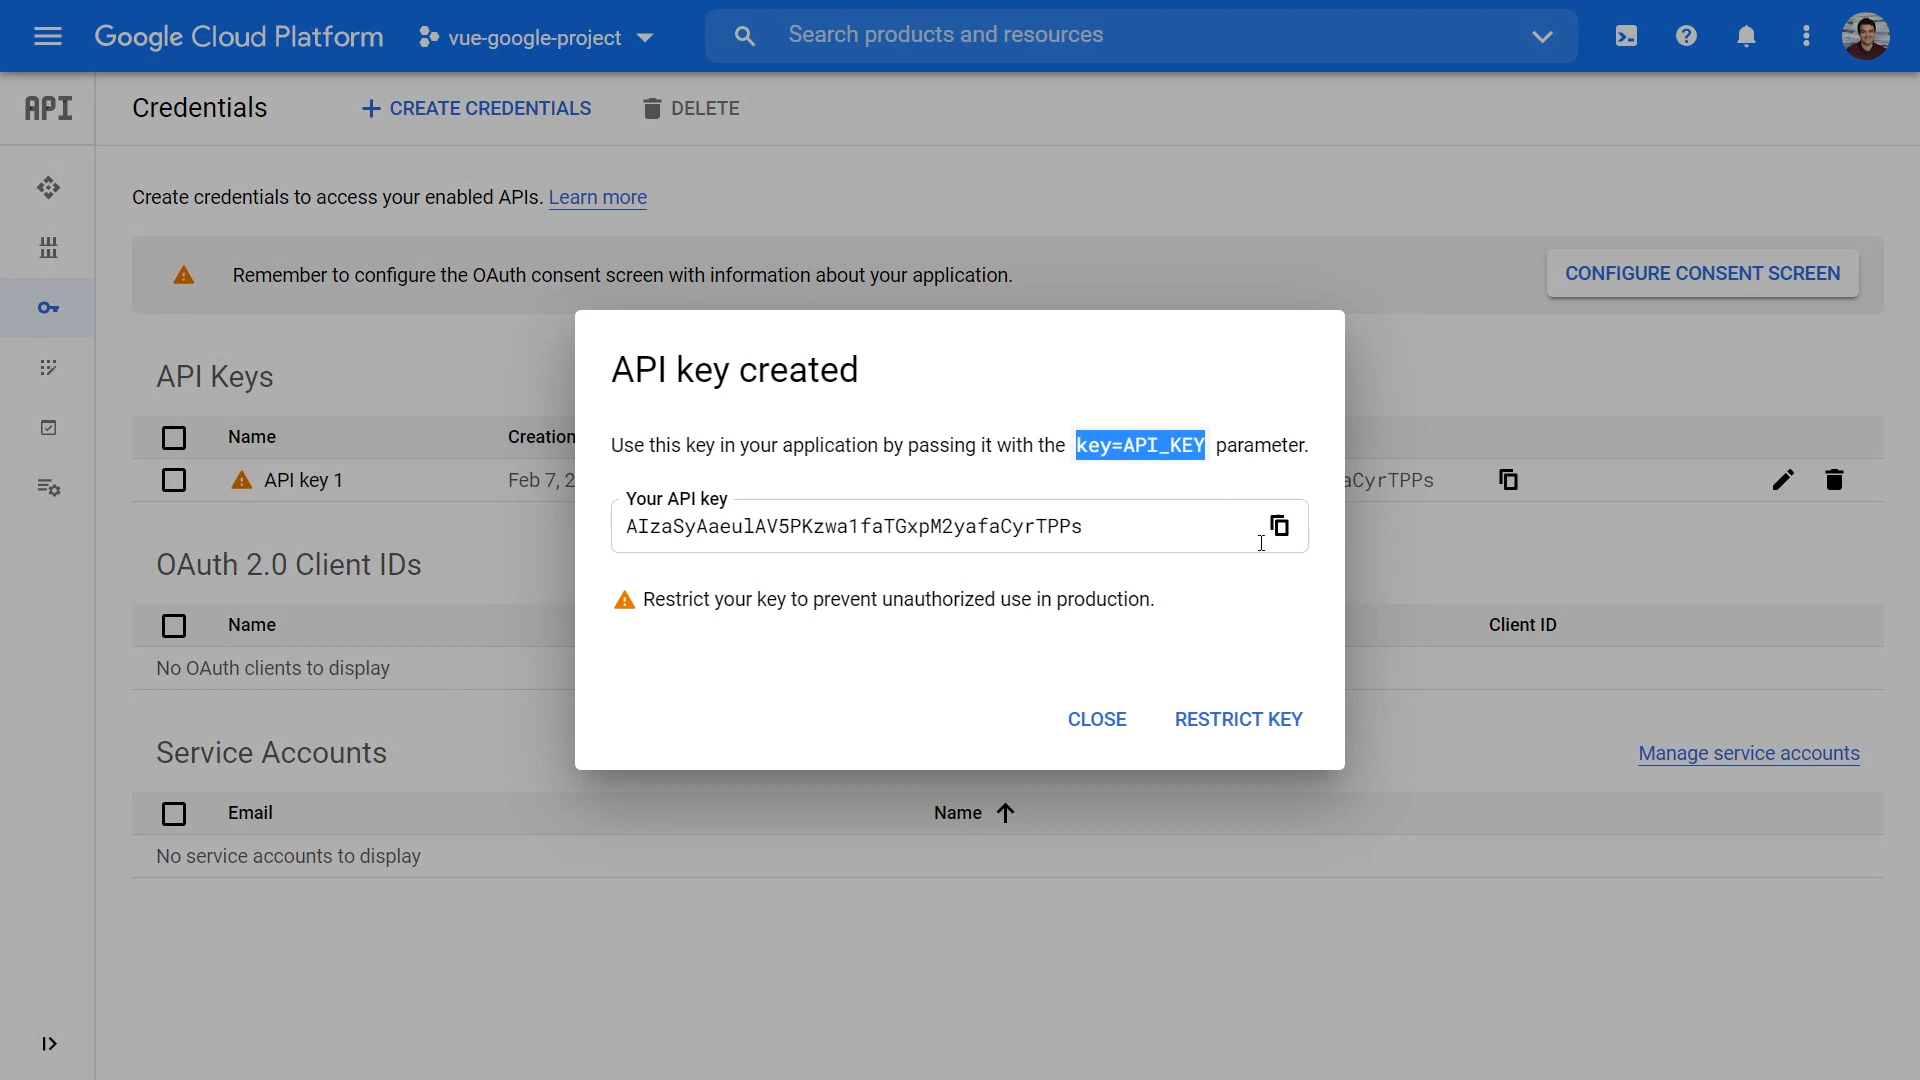 Google Cloud Platform
vue-google-project
Search products and resources
API
Credentials
CREATE CREDENTIALS
DELETE
Create credentials to access your enabled APIs. Learn more
Remember to configure the OAuth consent screen with information about your application.
CONFIGURE CONSENT SCREEN
API Keys
Name
Creation
API key 1
Feb 7, 2
aCyrTPPs
API key created
Use this key in your application by passing it with the key=API_KEY parameter.
Your API key
AIzaSyAaeulAV5PKzwa1faTGxpM2yafaCyrTPPs
Restrict your key to prevent unauthorized use in production.
CLOSE
RESTRICT KEY
OAuth 2.0 Client IDs
Name
Client ID
No OAuth clients to display
Service Accounts
Manage service accounts
Email
Name
No service accounts to display